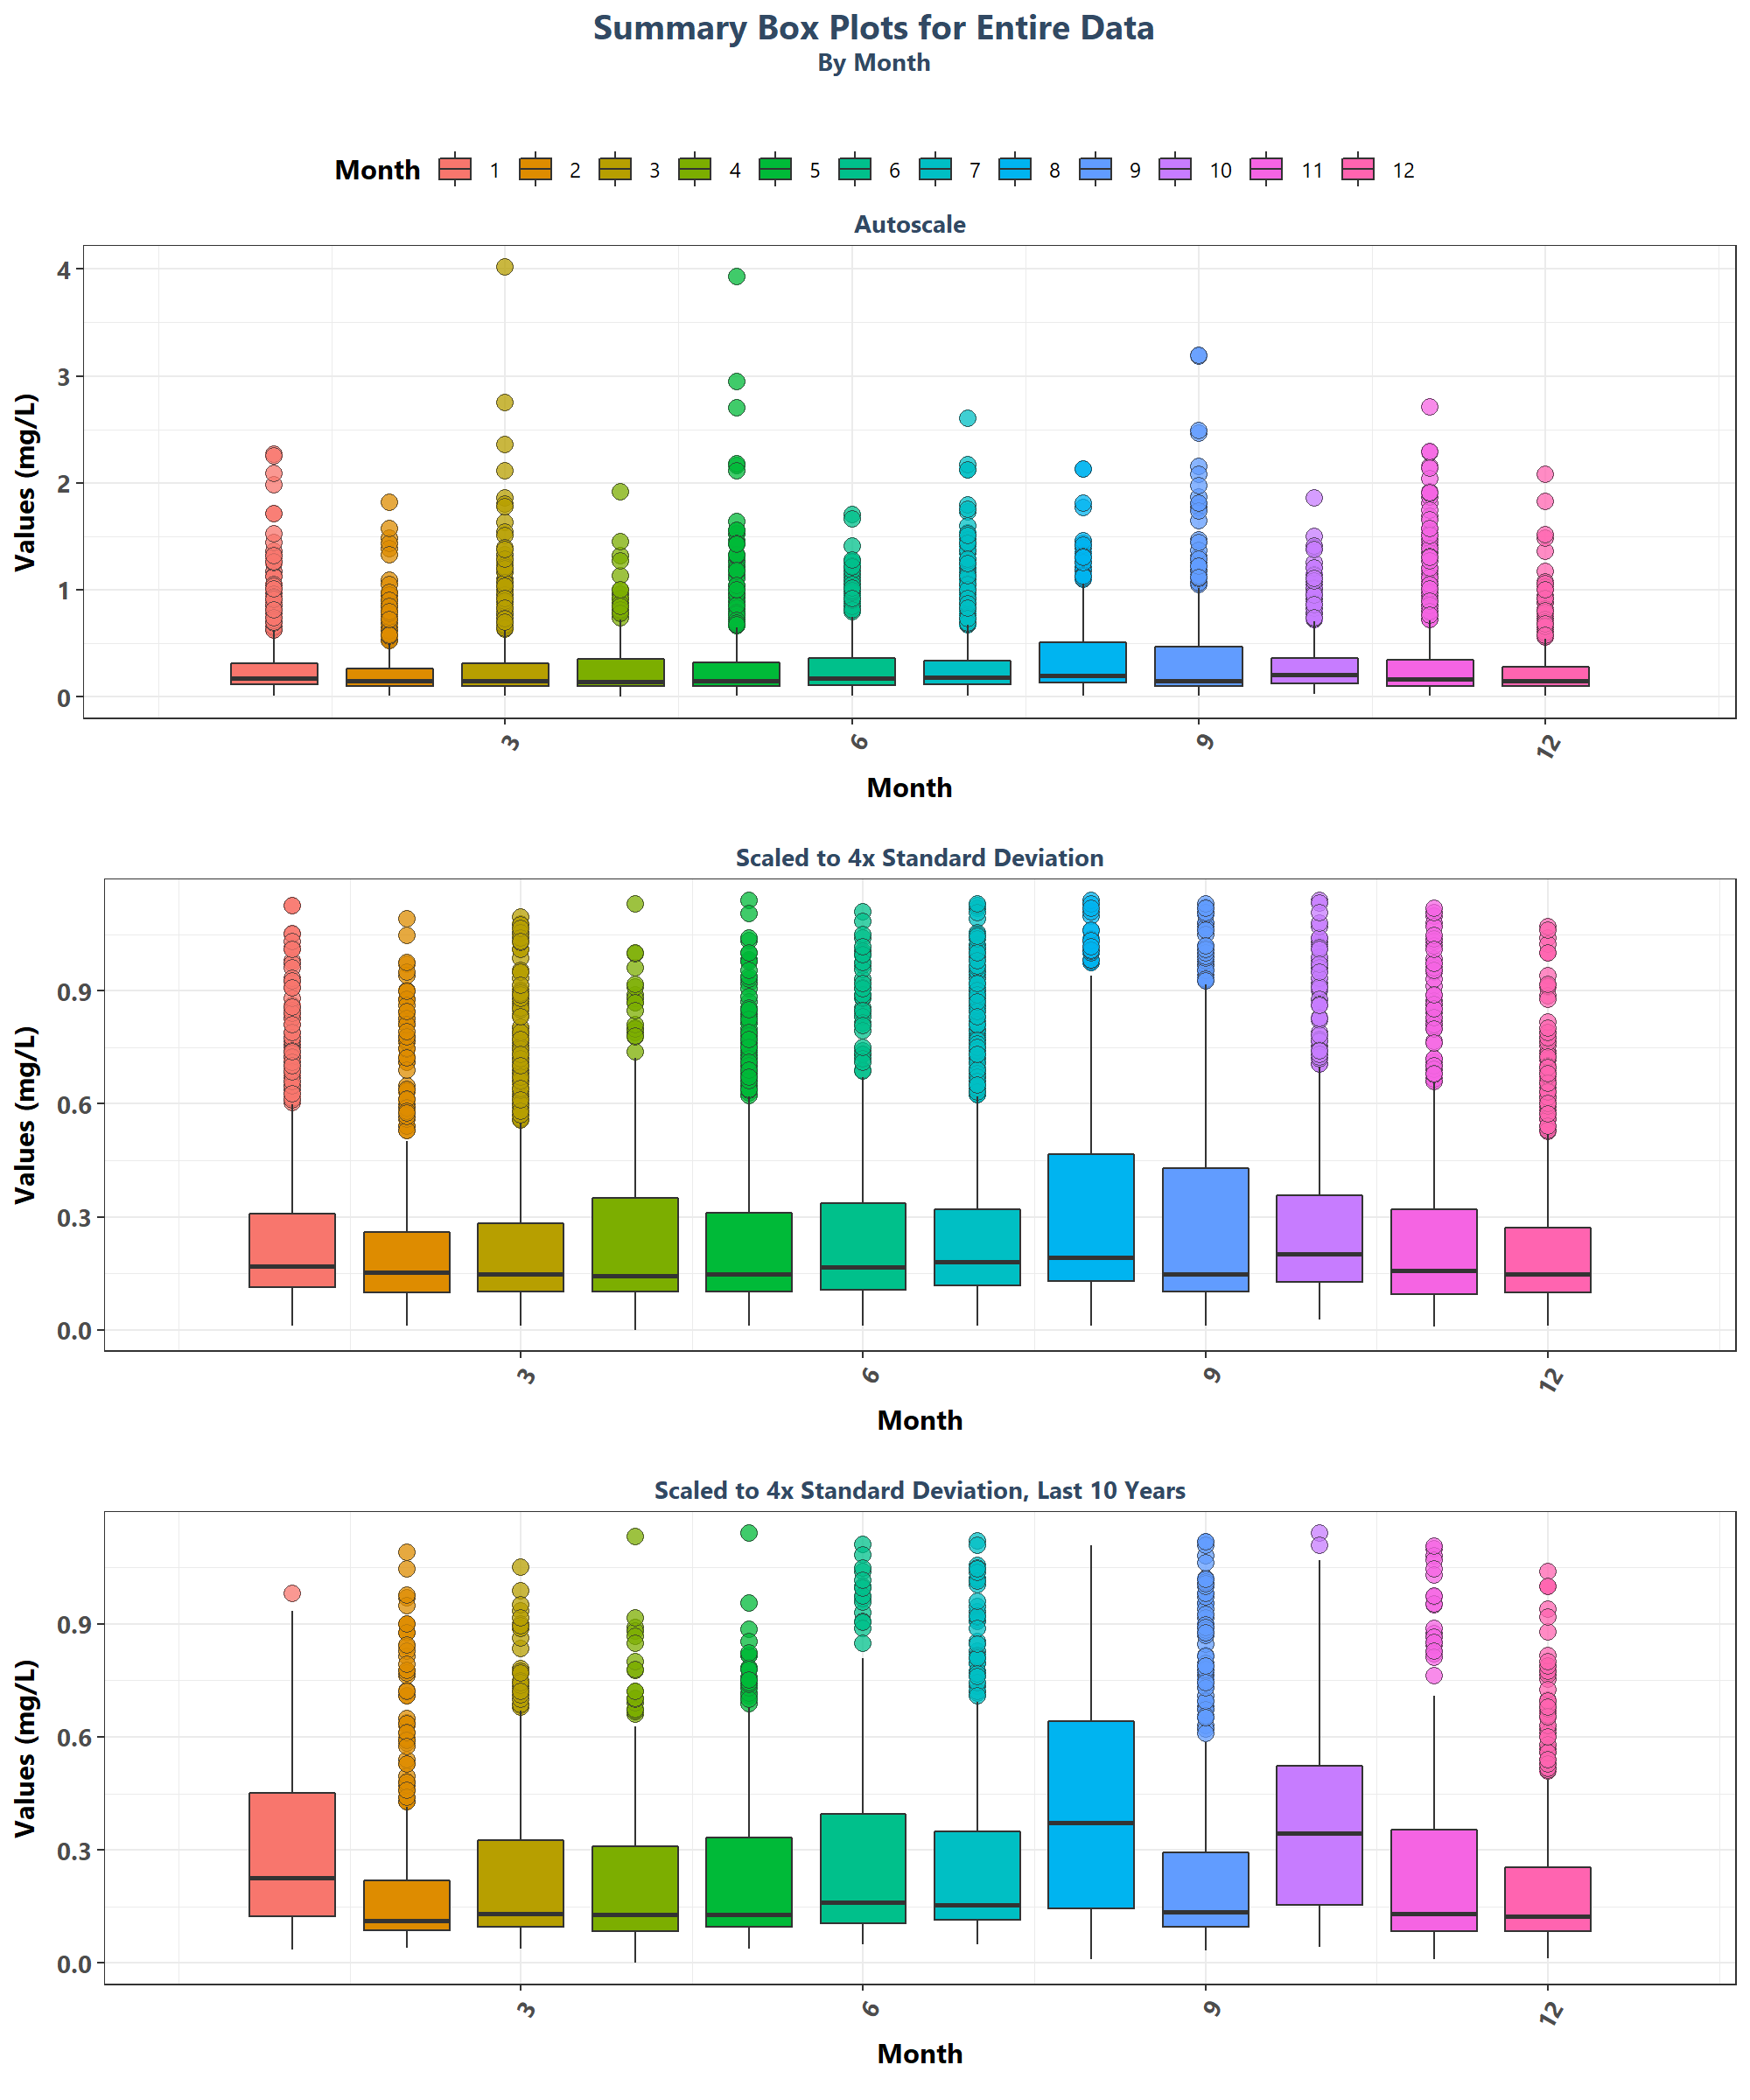 Summary Box Plots for Entire Data
By Month
Month 1 2 3 4 5 6 7 8 9 10 11 12
Autoscale
Values (mg/L)
4
3
2
1
0
3 6 9 12
Month
Scaled to 4x Standard Deviation
Values (mg/L)
0.9
0.6
0.3
0.0
3 6 9 12
Month
Scaled to 4x Standard Deviation, Last 10 Years
Values (mg/L)
0.9
0.6
0.3
0.0
3 6 9 12
Month